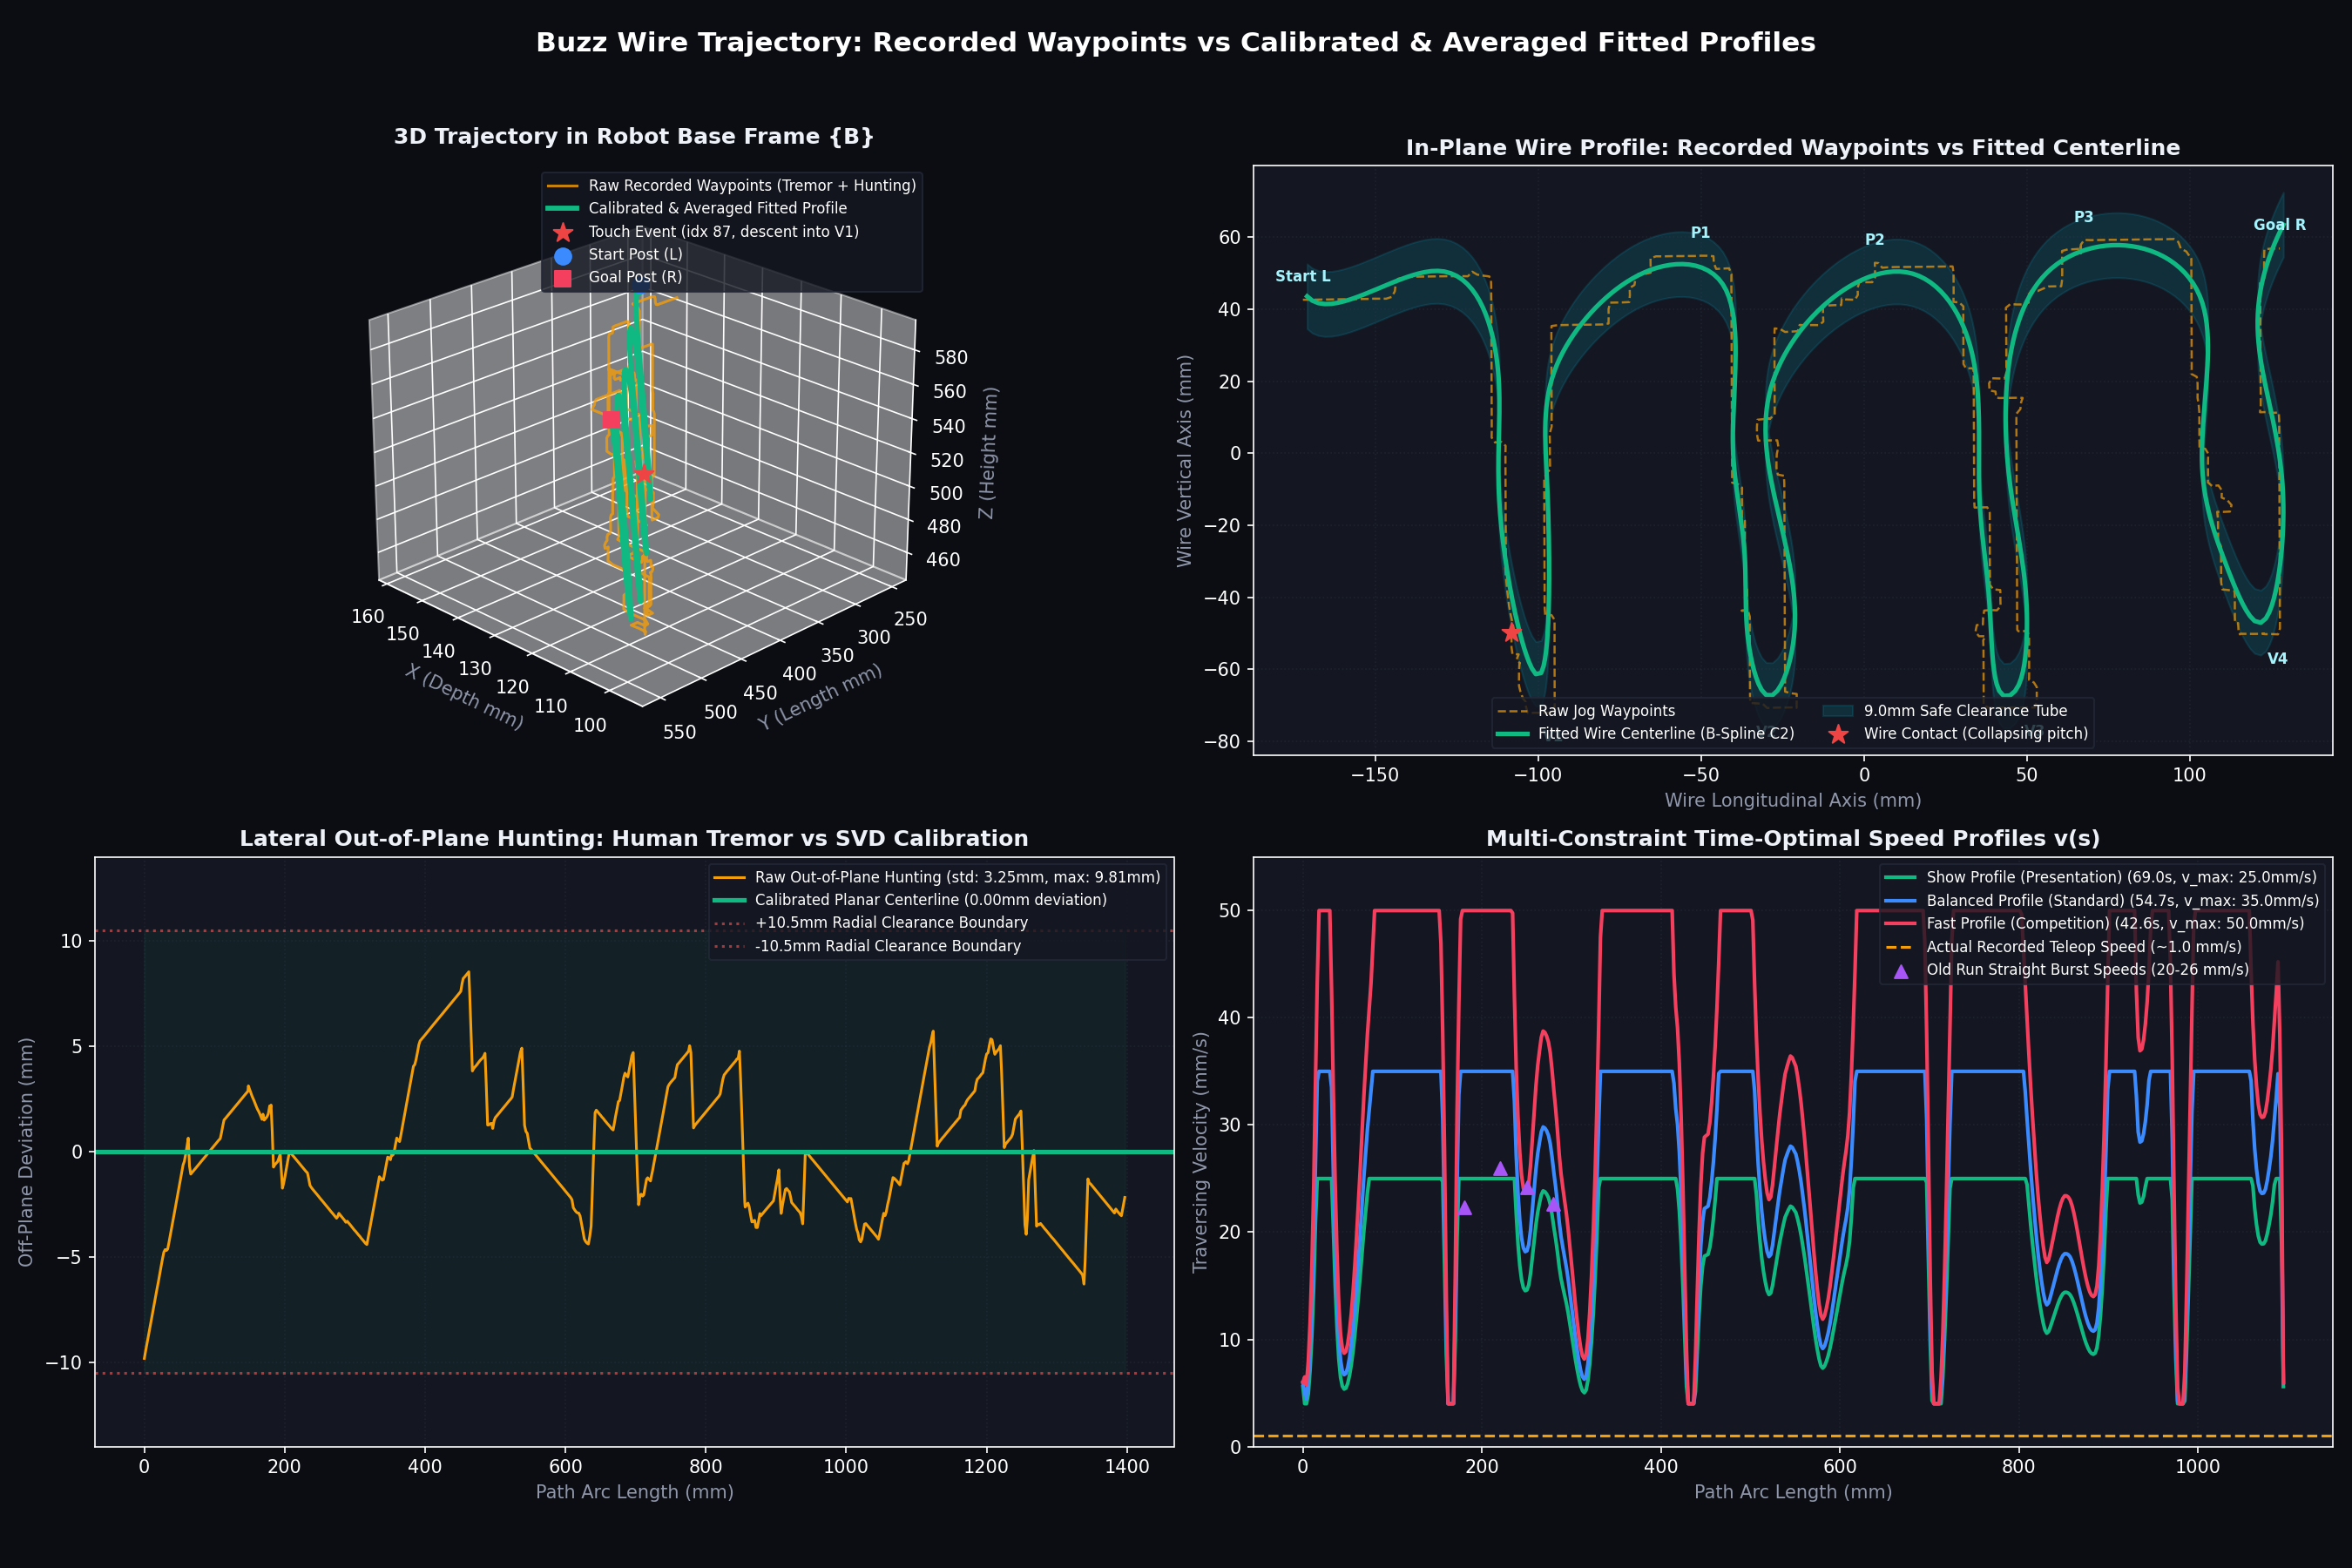 Buzz Wire Trajectory: Recorded Waypoints vs Calibrated & Averaged Fitted Profiles
3D Trajectory in Robot Base Frame {B}
Raw Recorded Waypoints (Tremor + Hunting)
Calibrated & Averaged Fitted Profile
Touch Event (idx 87, descent into V1)
Start Post (L)
Goal Post (R)
580
560
540
520
500
480
460
Z (Height mm)
160
150
140
130
120
110
100
X (Depth mm)
250
300
350
400
450
500
550
Y (Length mm)
In-Plane Wire Profile: Recorded Waypoints vs Fitted Centerline
Start L
P1
P2
P3
Goal R
V4
60
40
20
0
−20
−40
−60
−80
Wire Vertical Axis (mm)
Raw Jog Waypoints
Fitted Wire Centerline (B-Spline C2)
9.0mm Safe Clearance Tube
Wire Contact (Collapsing pitch)
−150
−100
−50
0
50
100
Wire Longitudinal Axis (mm)
Lateral Out-of-Plane Hunting: Human Tremor vs SVD Calibration
Raw Out-of-Plane Hunting (std: 3.25mm, max: 9.81mm)
Calibrated Planar Centerline (0.00mm deviation)
+10.5mm Radial Clearance Boundary
-10.5mm Radial Clearance Boundary
10
5
0
−5
−10
Off-Plane Deviation (mm)
0
200
400
600
800
1000
1200
1400
Path Arc Length (mm)
Multi-Constraint Time-Optimal Speed Profiles v(s)
Show Profile (Presentation) (69.0s, v_max: 25.0mm/s)
Balanced Profile (Standard) (54.7s, v_max: 35.0mm/s)
Fast Profile (Competition) (42.6s, v_max: 50.0mm/s)
Actual Recorded Teleop Speed (~1.0 mm/s)
Old Run Straight Burst Speeds (20-26 mm/s)
50
40
30
20
10
0
Traversing Velocity (mm/s)
0
200
400
600
800
1000
Path Arc Length (mm)